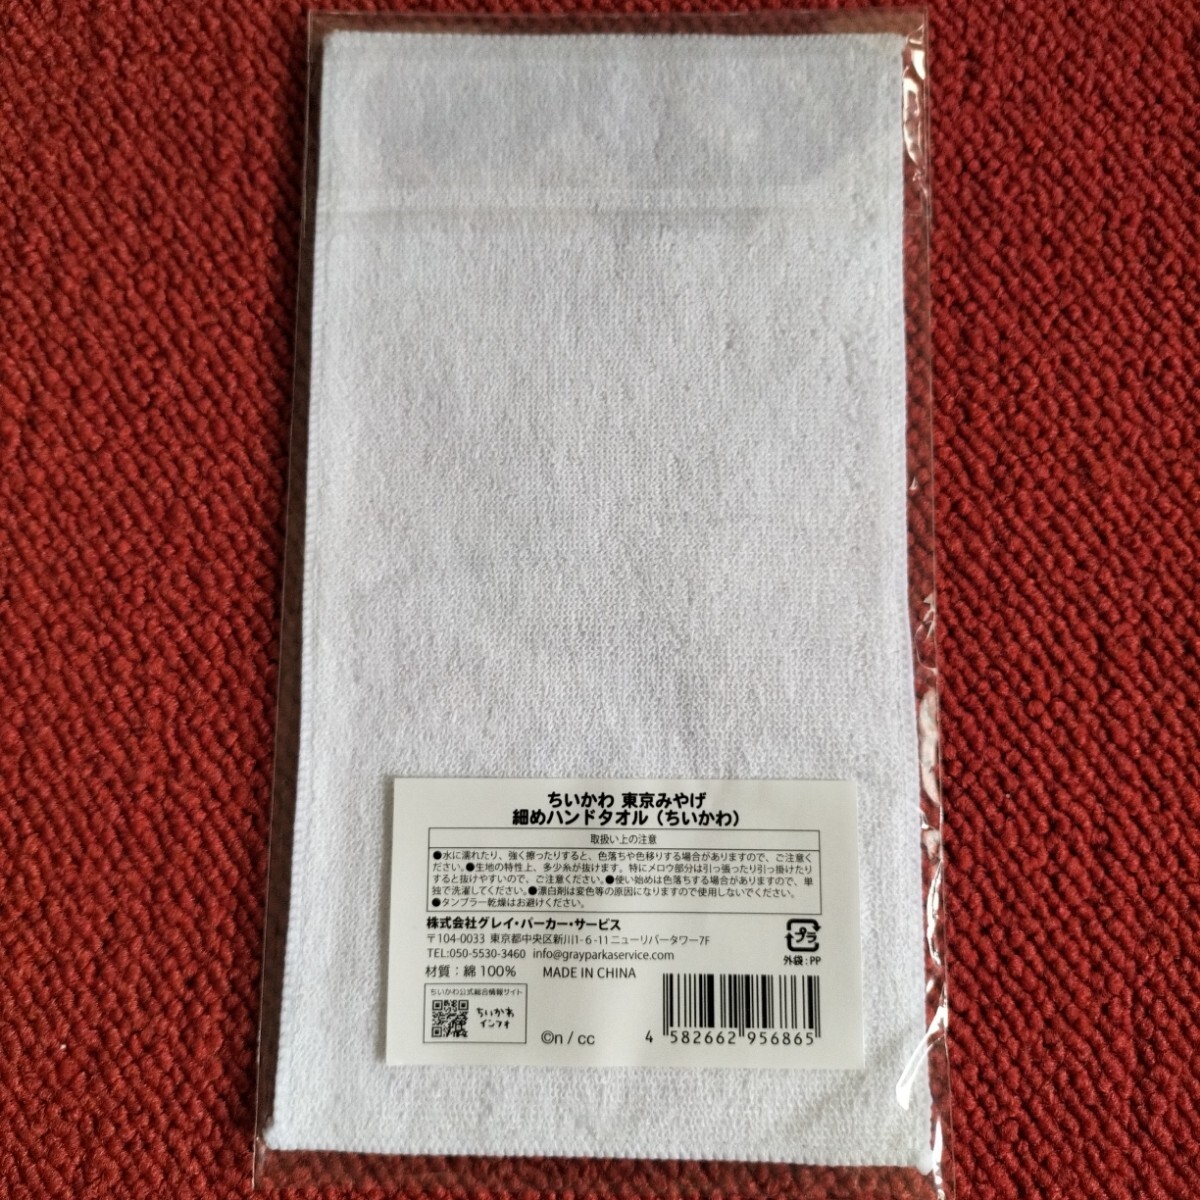 ちいかわ 東京みやげ
細めハンドタオル（ちいかわ）
取扱い上の注意
●水に濡れたり、強く擦ったりすると、色落ちや色移りする場合がありますので、ご注意く
ださい。●生地の特性上、多少糸が抜けます。特にメロウ部分は引っ張ったり引っ掛けたり
すると抜けやすいので、ご注意ください。●使い始めは色落ちする場合がありますので、単
独で洗濯してください。●漂白剤は変色等の原因になりますので使用しないでください。
●タンブラー乾燥はお避けください。
株式会社グレイ・パーカー・サービス
〒104-0033 東京都中央区新川1-6-11ニューリバータワー7F
TEL:050-5530-3460 info@grayparkaservice.com
プラ
外袋：PP
材質：綿100% MADE IN CHINA
ちいかわ公式総合情報サイト
ちいかわ
インフォ
©n / cc
4 582662 956865